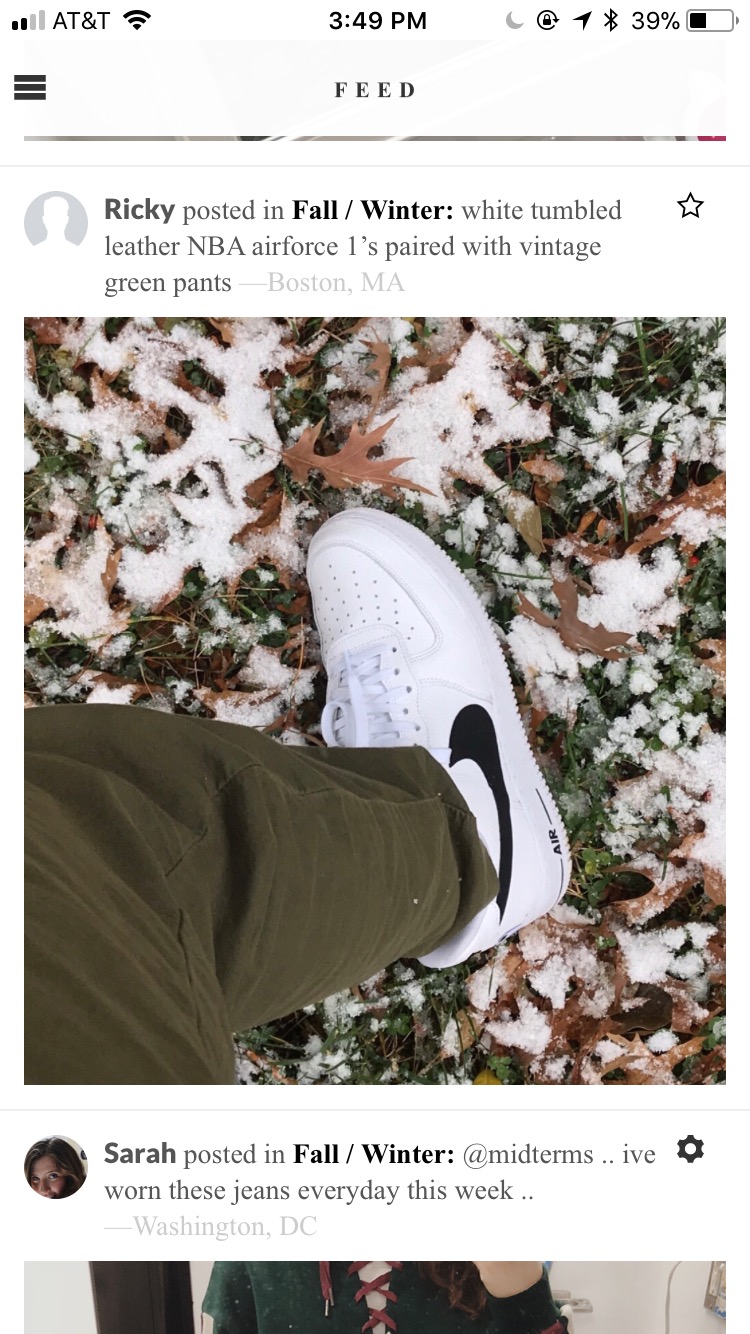 AT&T 3:49 PM 39%
FEED
Ricky posted in Fall / Winter: white tumbled
leather NBA airforce 1’s paired with vintage
green pants —Boston, MA
AIR
Sarah posted in Fall / Winter: @midterms .. ive
worn these jeans everyday this week ..
—Washington, DC